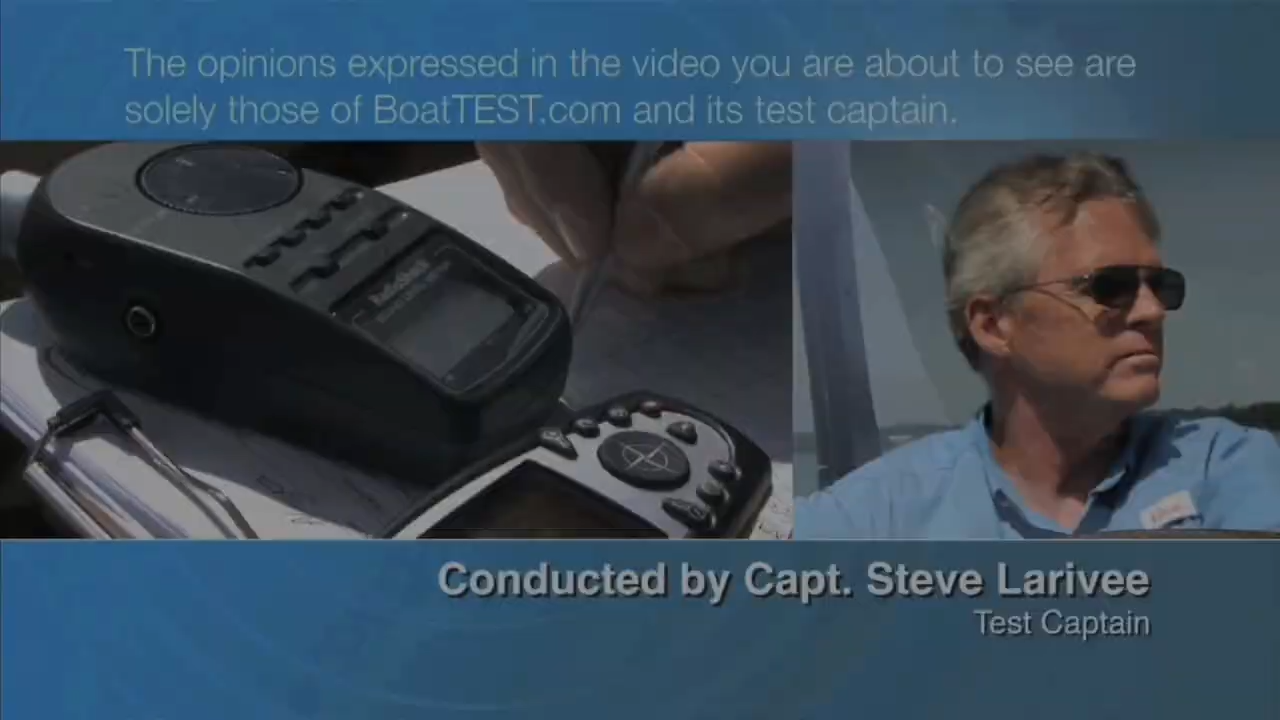 The opinions expressed in the video you are about to see are
solely those of BoatTEST.com and its test captain.
RadioShack
Conducted by Capt. Steve Larivee
Test Captain